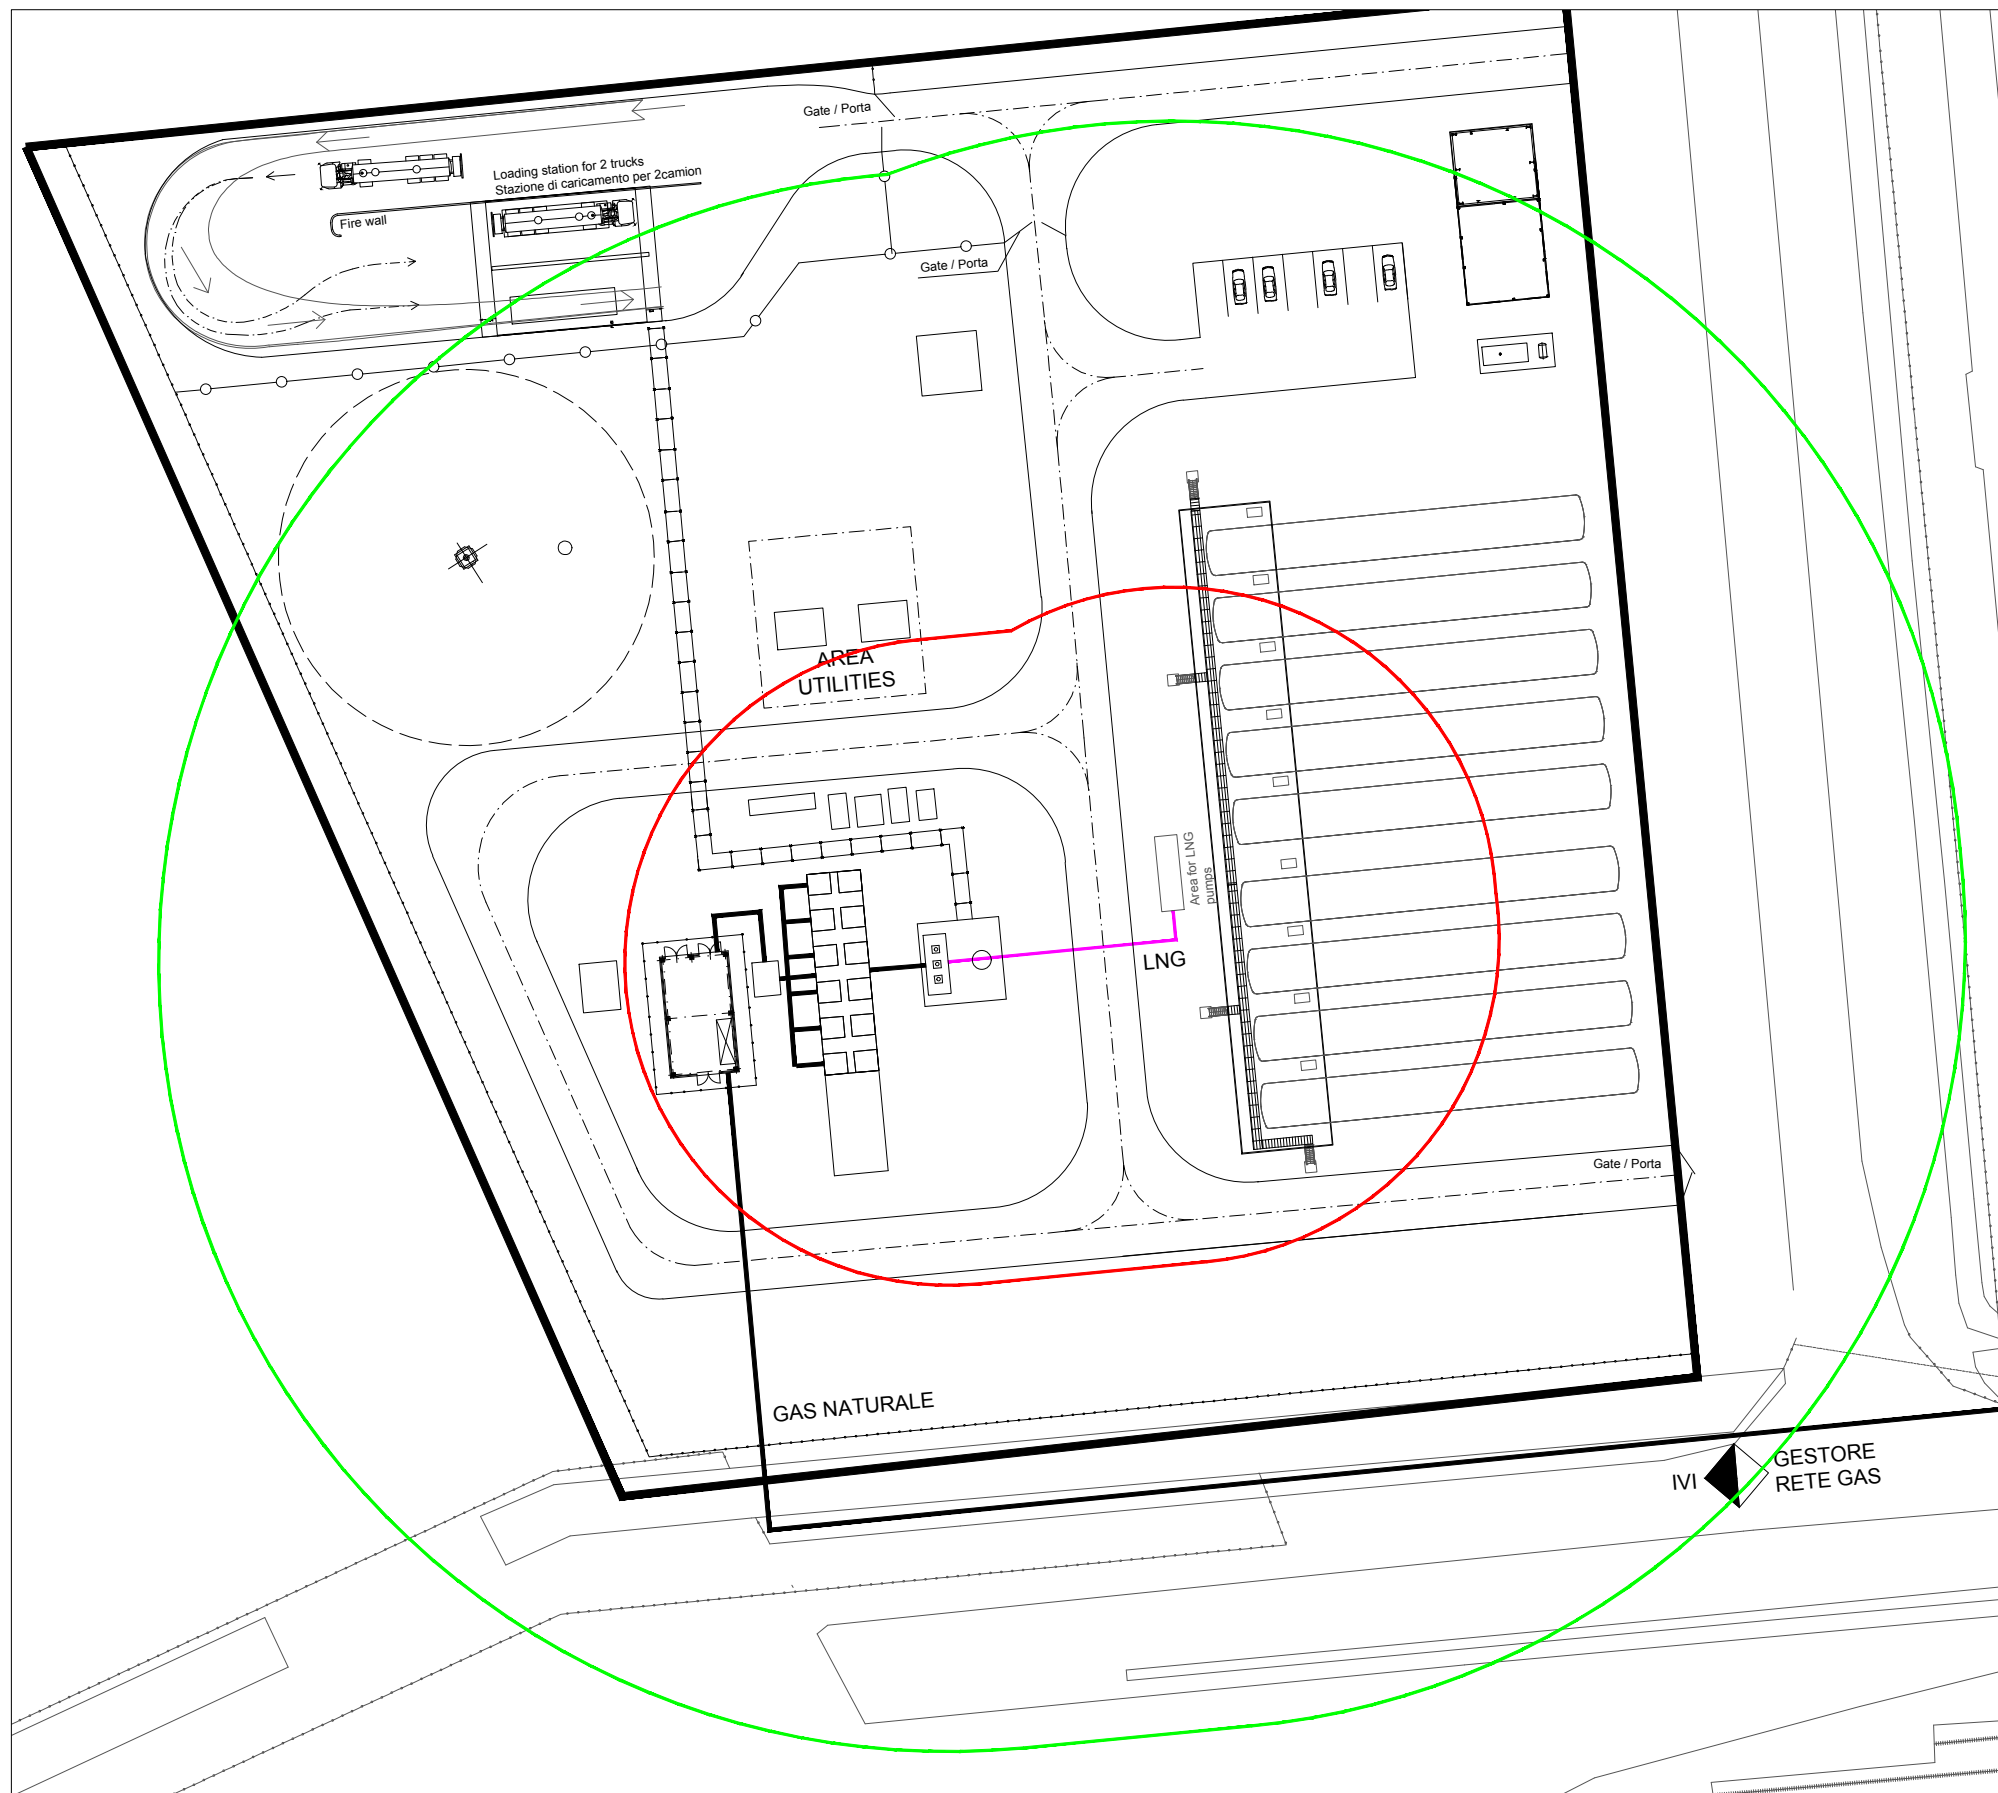 Gate / Porta
Loading station for 2 trucks
Stazione di caricamento per 2camion
Fire wall
Gate / Porta
AREA
UTILITIES
Area for LNG
pumps
LNG
Gate / Porta
GAS NATURALE
IVI
GESTORE
RETE GAS